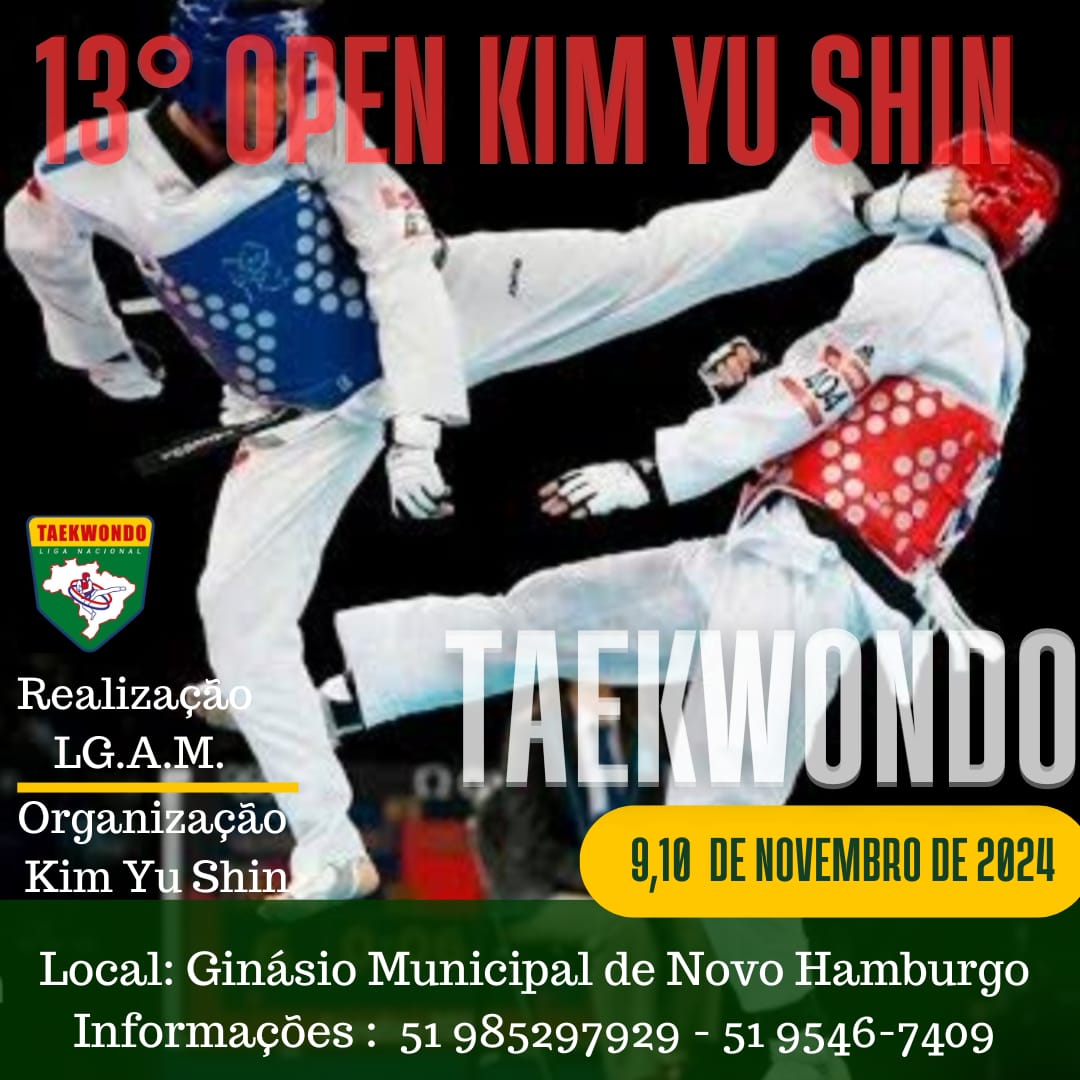 13° OPEN KIM YU SHIN
404
TAEKWONDO
LIGA NACIONAL
Realização
LG.A.M.
Organização
Kim Yu Shin
TAEKWONDO
9,10 DE NOVEMBRO DE 2024
Local: Ginásio Municipal de Novo Hamburgo
Informações : 51 985297929 - 51 9546-7409